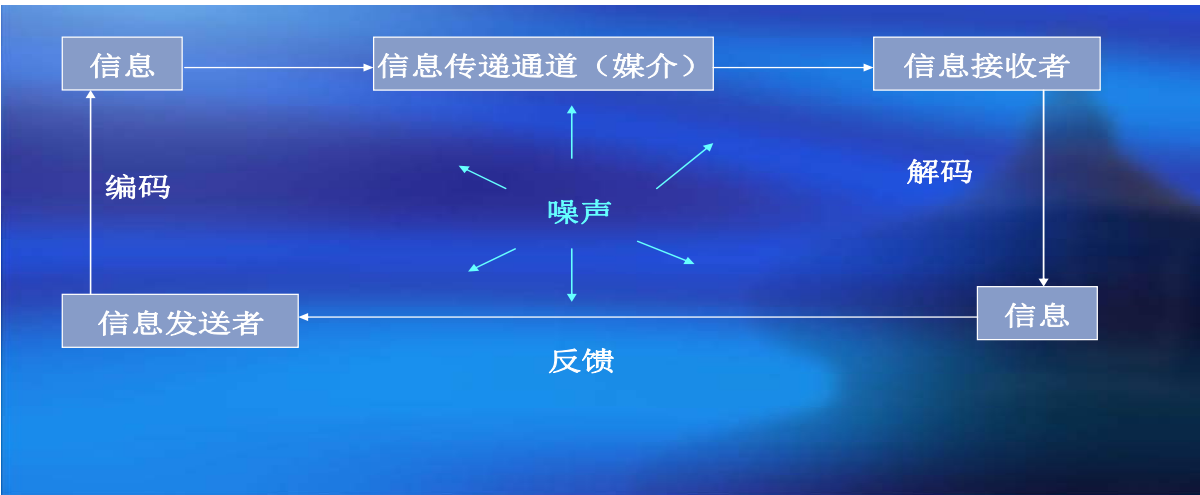 信息
信息传递通道（媒介）
信息接收者
编码
解码
噪声
信息发送者
信息
反馈